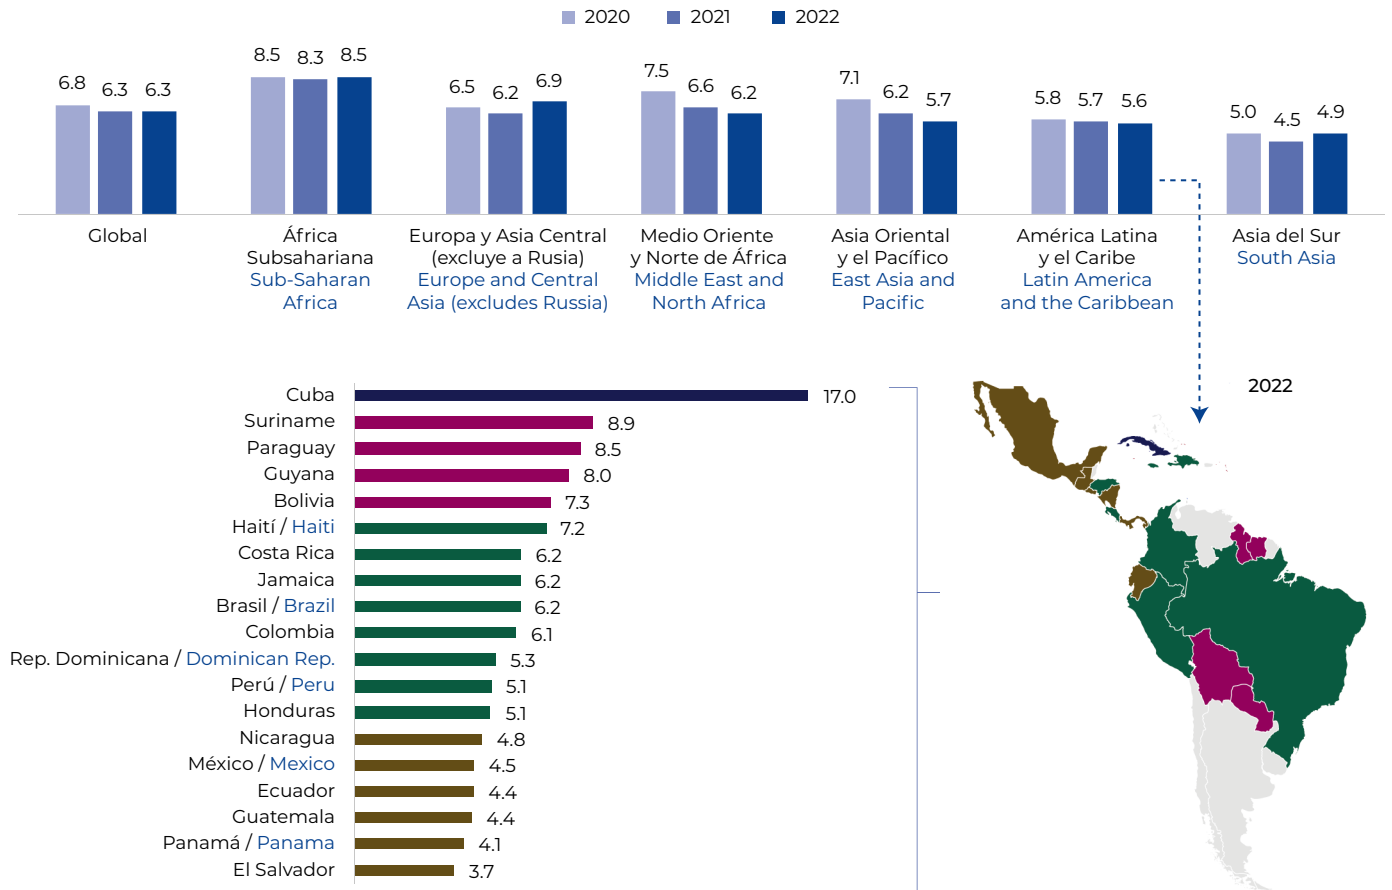 2020 2021 2022
6.8 6.3 6.3
8.5 8.3 8.5
6.5 6.2 6.9
7.5 6.6 6.2
7.1 6.2 5.7
5.8 5.7 5.6
5.0 4.5 4.9
Global
África
Subsahariana
Sub-Saharan
Africa
Europa y Asia Central
(excluye a Rusia)
Europe and Central
Asia (excludes Russia)
Medio Oriente
y Norte de África
Middle East and
North Africa
Asia Oriental
y el Pacífico
East Asia and
Pacific
América Latina
y el Caribe
Latin America
and the Caribbean
Asia del Sur
South Asia
2022
Cuba 17.0
Suriname 8.9
Paraguay 8.5
Guyana 8.0
Bolivia 7.3
Haití / Haiti 7.2
Costa Rica 6.2
Jamaica 6.2
Brasil / Brazil 6.2
Colombia 6.1
Rep. Dominicana / Dominican Rep. 5.3
Perú / Peru 5.1
Honduras 5.1
Nicaragua 4.8
México / Mexico 4.5
Ecuador 4.4
Guatemala 4.4
Panamá / Panama 4.1
El Salvador 3.7